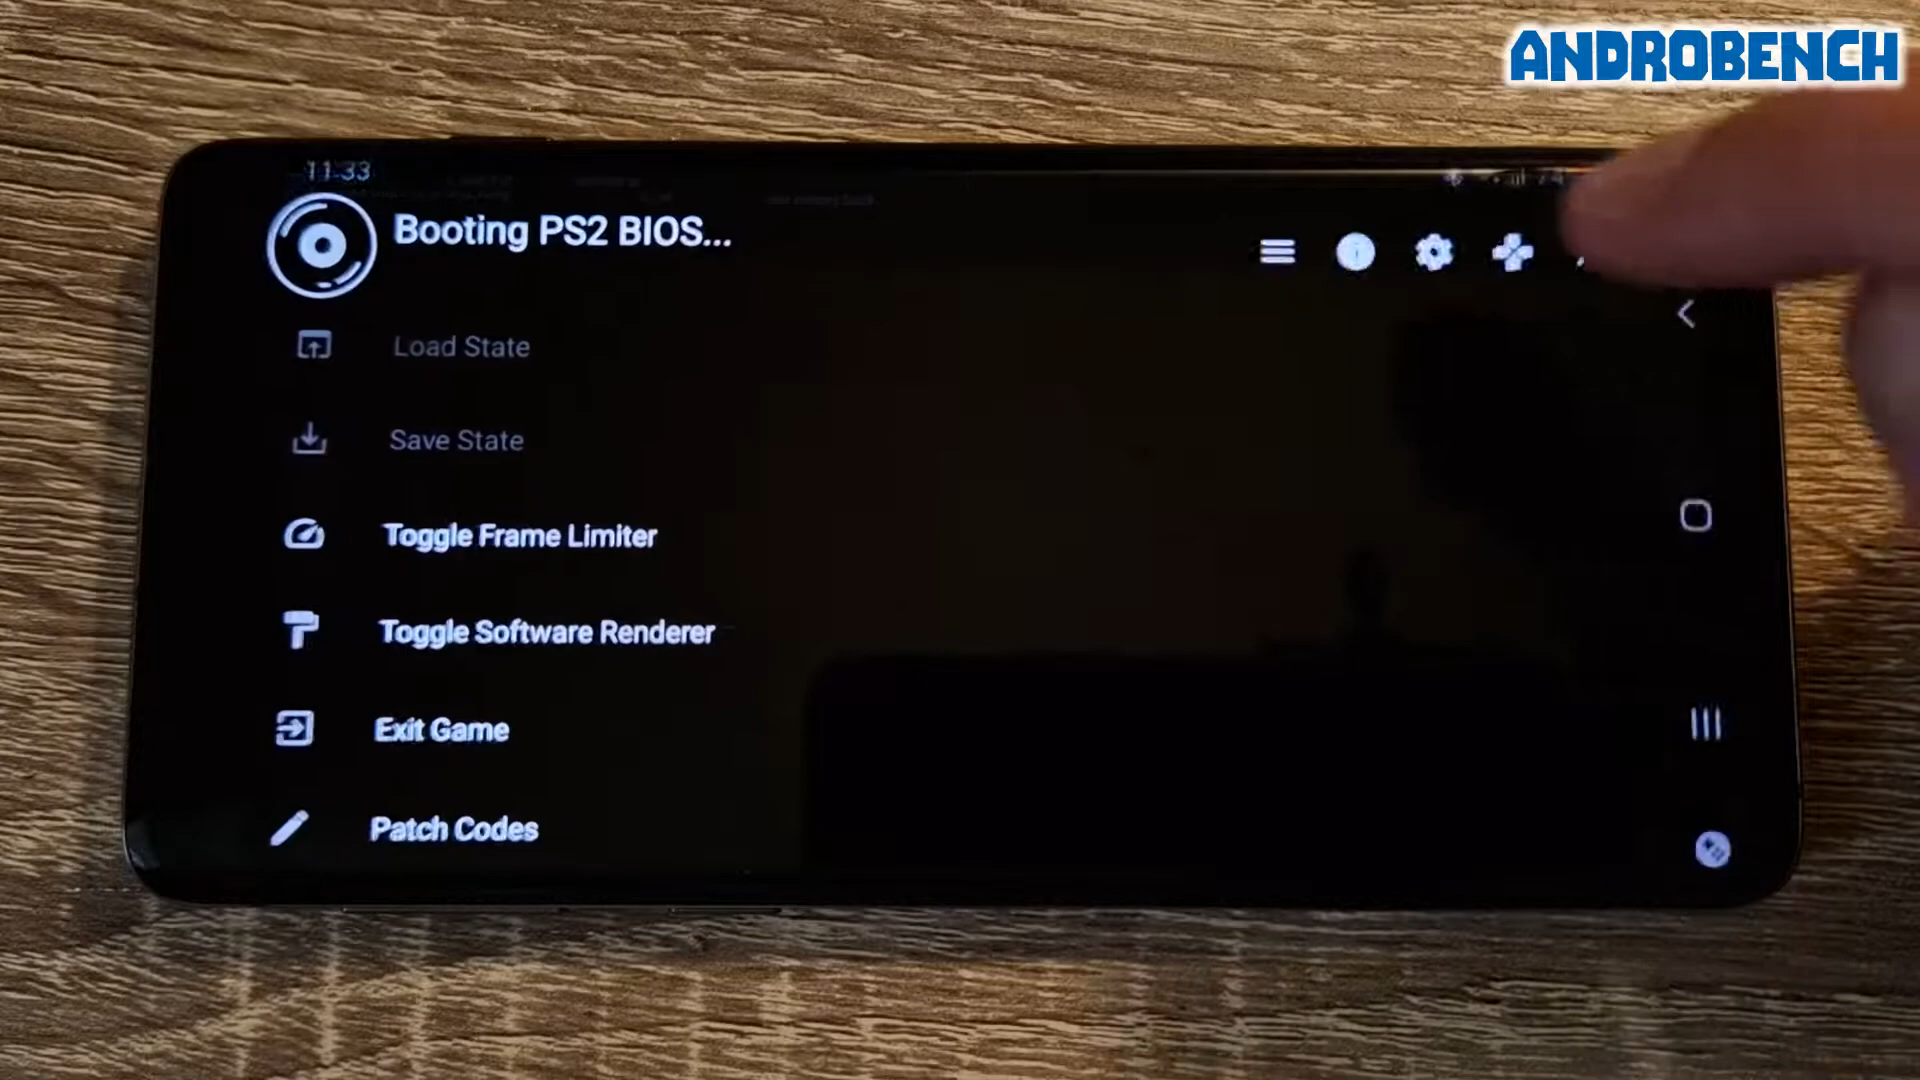 ANDROBENCH
11:33
Booting PS2 BIOS...
Load State
Save State
Toggle Frame Limiter
Toggle Software Renderer
Exit Game
Patch Codes